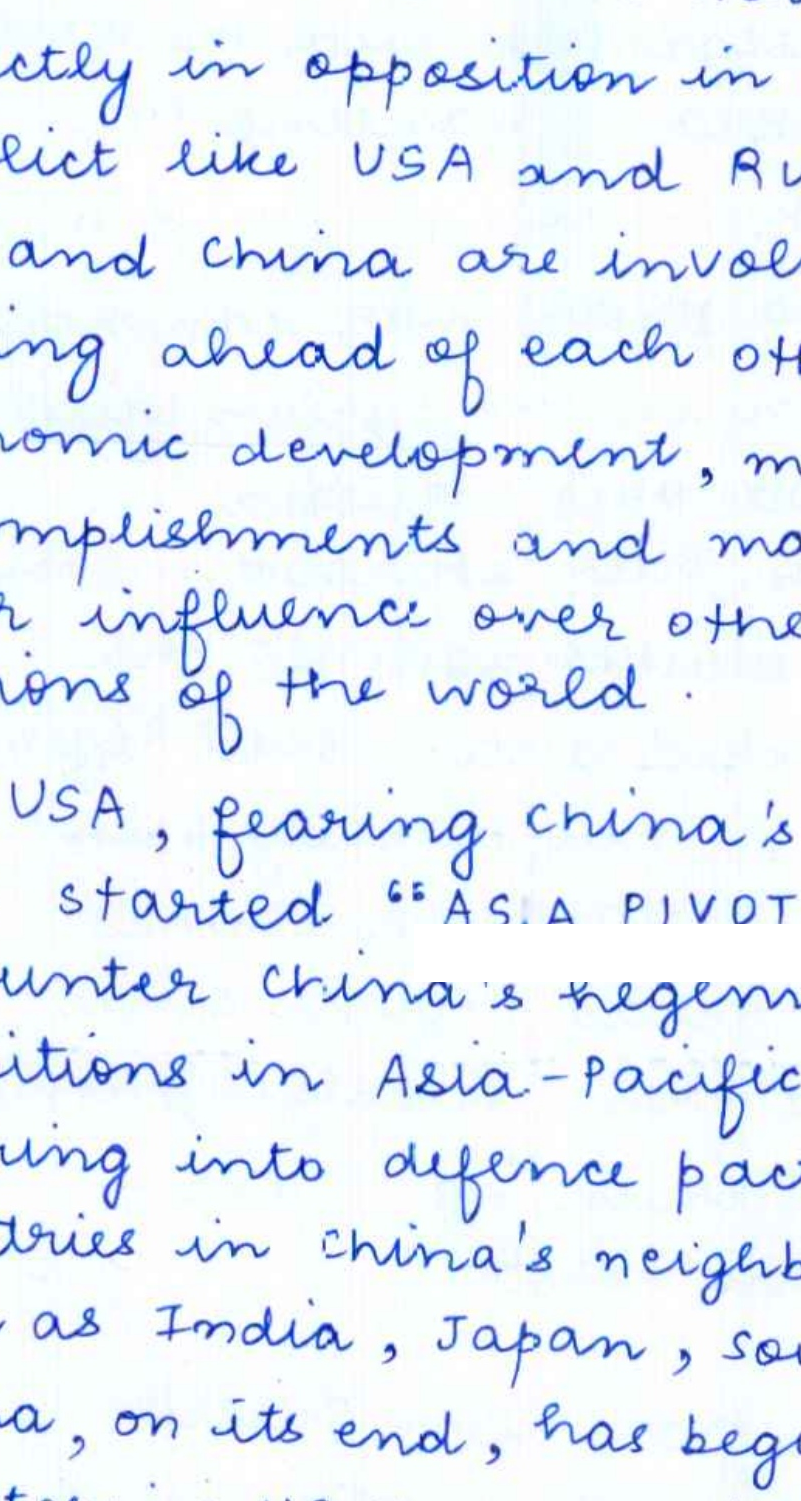 ctly in opposition in
lict like USA and Ru
and China are invol
ing ahead of each oth
nomic development, m
mplishments and ma
r influence over othe
ions of the world.
USA, fearing China's
started "ASIA PIVOT
unter China's hegem
itions in Asia-Pacific
ring into defence pac
tries in China's neighb
as India, Japan, sou
a, on its end, has beg